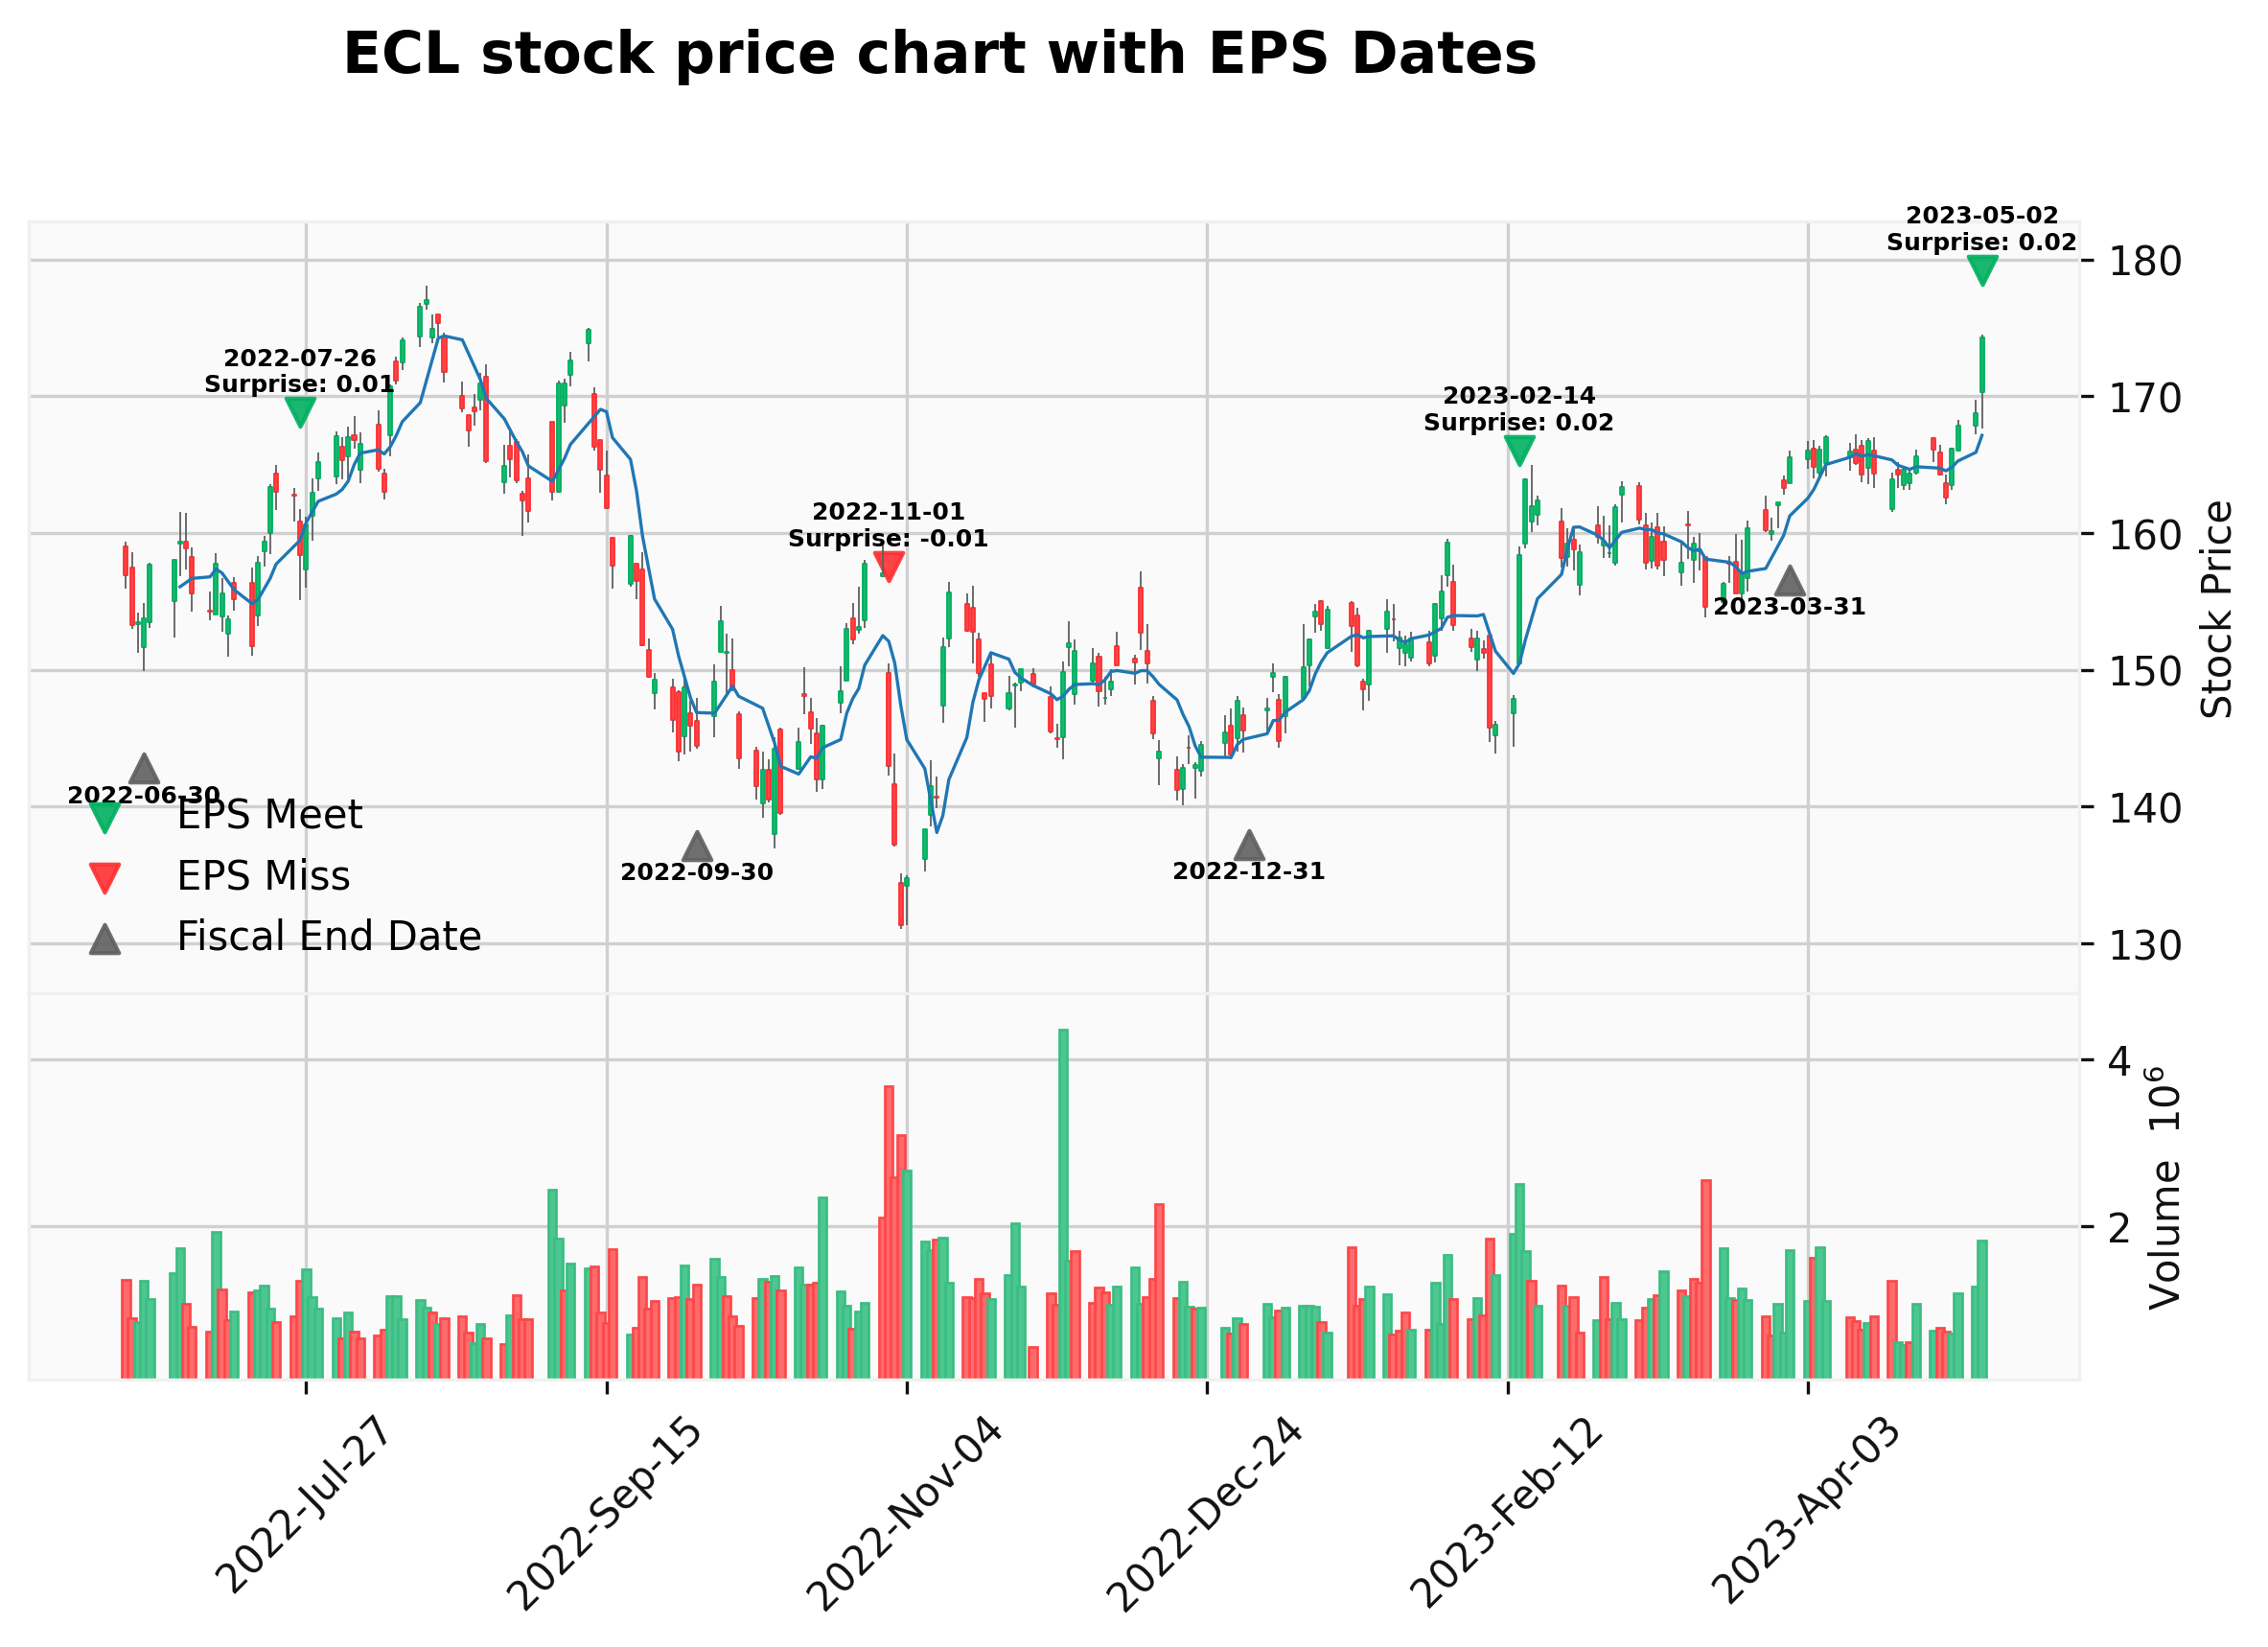 ECL stock price chart with EPS Dates
2023-05-02
Surprise: 0.02
180
2022-07-26
Surprise: 0.01
2023-02-14
Surprise: 0.02
170
2022-11-01
Surprise: -0.01
160
2023-03-31
Stock Price
150
2022-06-30
EPS Meet
140
2022-09-30
2022-12-31
EPS Miss
Fiscal End Date
130
4
Volume 10⁶
2
2022-Jul-27
2022-Sep-15
2022-Nov-04
2022-Dec-24
2023-Feb-12
2023-Apr-03